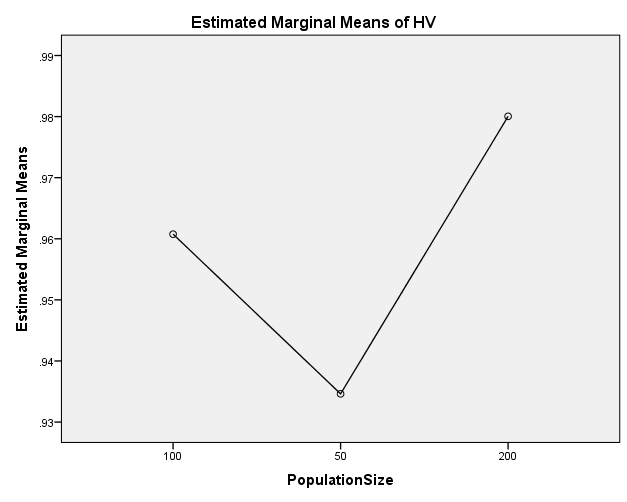 Estimated Marginal Means of HV
Estimated Marginal Means
.99
.98
.97
.96
.95
.94
.93
100 50 200
PopulationSize